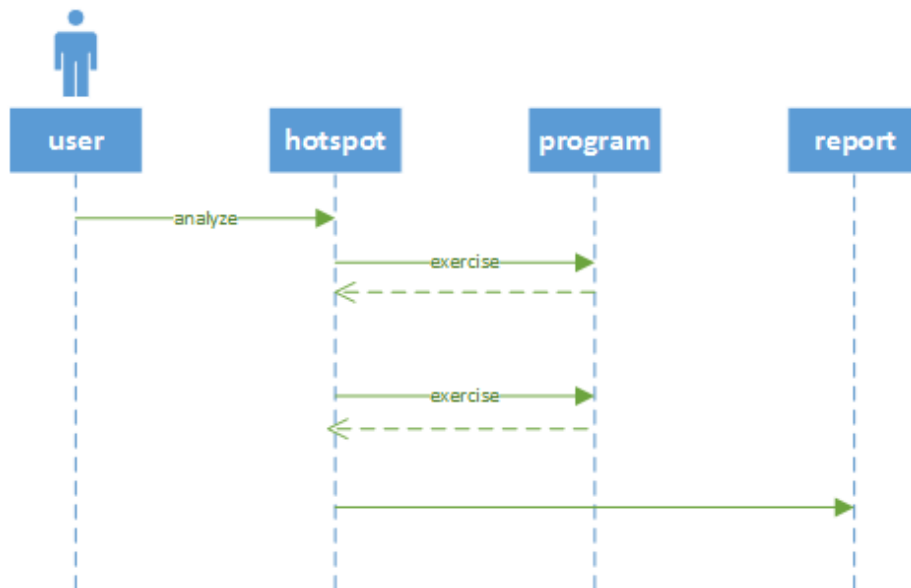 user
hotspot
program
report
analyze
exercise
exercise